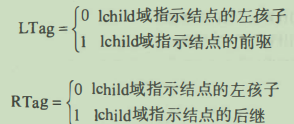 LTag= 0 lchild域指示结点的左孩子
1 lchild域指示结点的前驱
RTag= 0 lchild域指示结点的左孩子
1 lchild域指示结点的后继